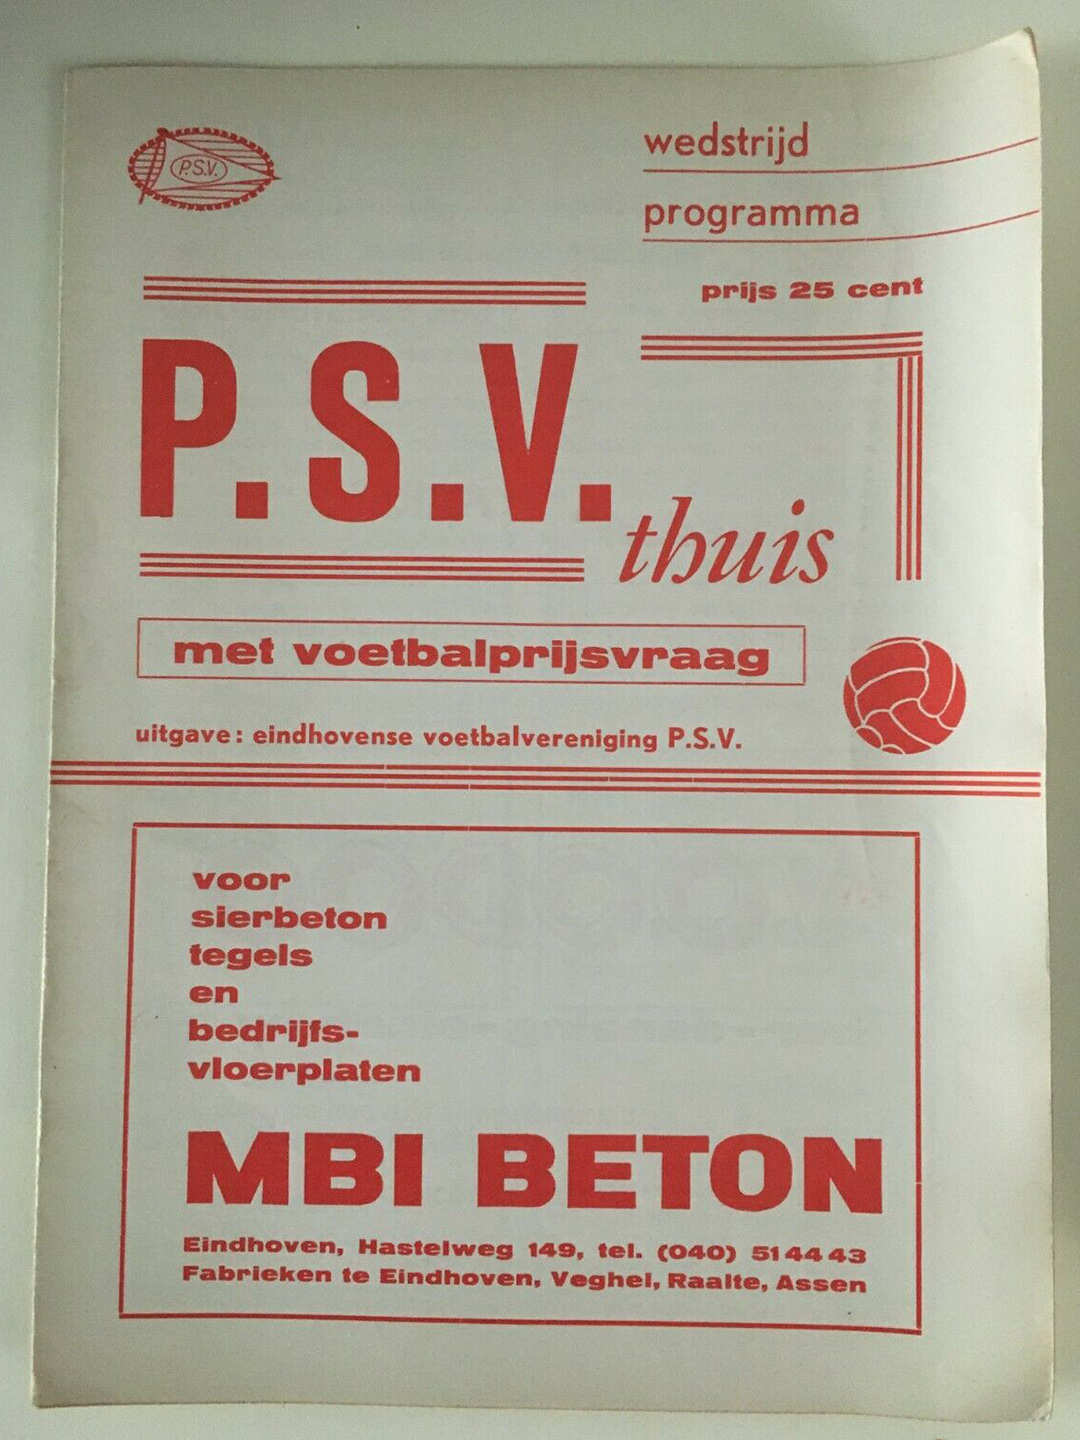 P.S.V.
wedstrijd
programma
prijs 25 cent
P.S.V.
thuis
met voetbalprijsvraag
uitgave: eindhovense voetbalvereniging P.S.V.
voor
sierbeton
tegels
en
bedrijfs-
vloerplaten
MBI BETON
Eindhoven, Hastelweg 149, tel. (040) 514443
Fabrieken te Eindhoven, Veghel, Raalte, Assen